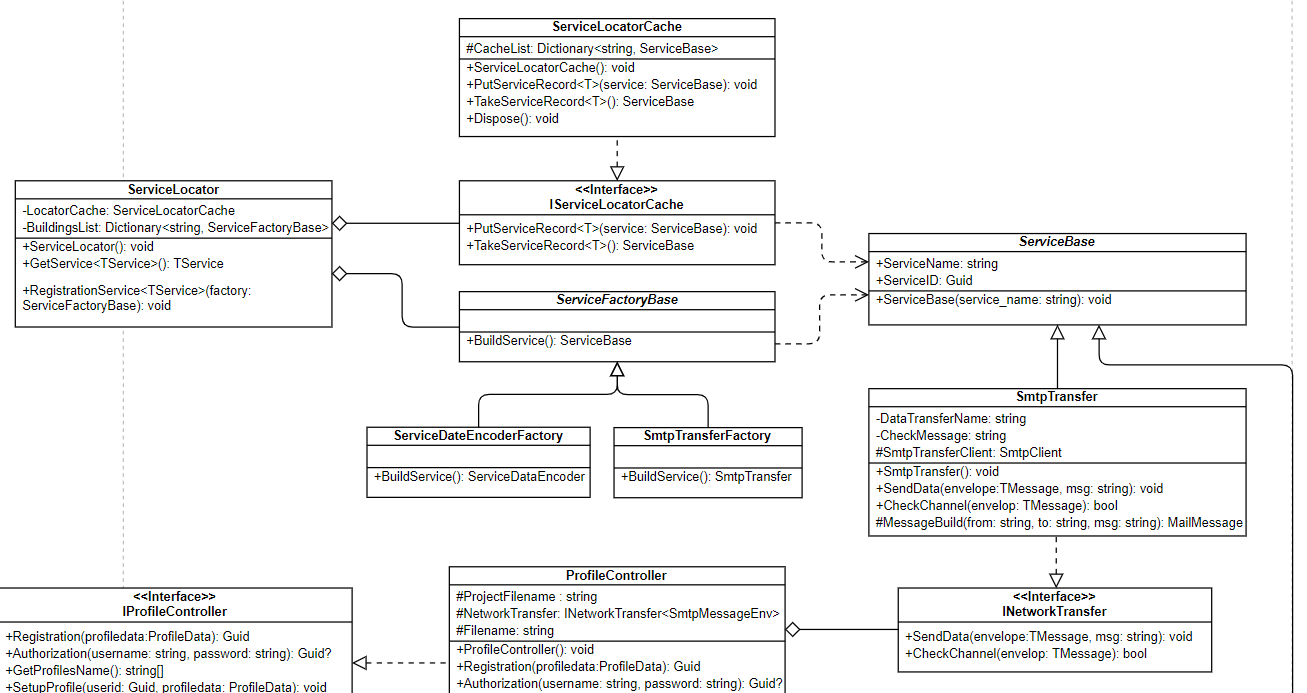 ServiceLocatorCache
#CacheList: Dictionary<string, ServiceBase>
+ServiceLocatorCache(): void
+PutServiceRecord<T>(service: ServiceBase): void
+TakeServiceRecord<T>(): ServiceBase
+Dispose(): void
ServiceLocator
-LocatorCache: ServiceLocatorCache
-BuildingsList: Dictionary<string, ServiceFactoryBase>
+ServiceLocator(): void
+GetService<TService>(): TService
+RegistrationService<TService>(factory:
ServiceFactoryBase): void
<<Interface>>
IServiceLocatorCache
+PutServiceRecord<T>(service: ServiceBase): void
+TakeServiceRecord<T>(): ServiceBase
ServiceBase
+ServiceName: string
+ServiceID: Guid
+ServiceBase(service_name: string): void
ServiceFactoryBase
+BuildService(): ServiceBase
ServiceDateEncoderFactory
+BuildService(): ServiceDataEncoder
SmtpTransferFactory
+BuildService(): SmtpTransfer
SmtpTransfer
-DataTransferName: string
-CheckMessage: string
#SmtpTransferClient: SmtpClient
+SmtpTransfer(): void
+SendData(envelope:TMessage, msg: string): void
+CheckChannel(envelop: TMessage): bool
#MessageBuild(from: string, to: string, msg: string): MailMessage
<<Interface>>
IProfileController
+Registration(profiledata:ProfileData): Guid
+Authorization(username: string, password: string): Guid?
+GetProfilesName(): string[]
+SetupProfile(userid: Guid, profiledata: ProfileData): void
ProfileController
#ProjectFilename : string
#NetworkTransfer: INetworkTransfer<SmtpMessageEnv>
#Filename: string
+ProfileController(): void
+Registration(profiledata:ProfileData): Guid
+Authorization(username: string, password: string): Guid?
<<Interface>>
INetworkTransfer
+SendData(envelope:TMessage, msg: string): void
+CheckChannel(envelop: TMessage): bool